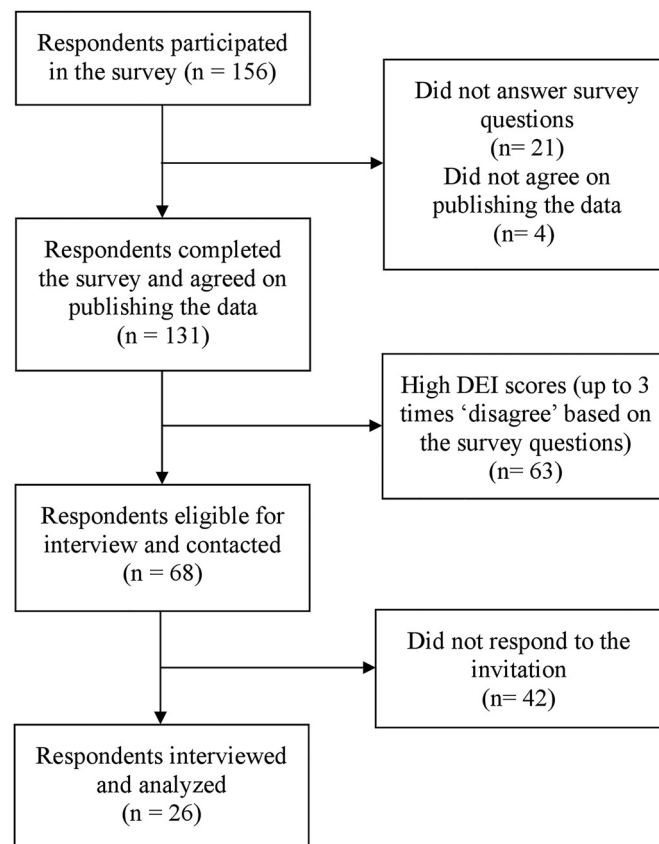 Respondents participated
in the survey (n = 156)
Did not answer survey
questions
(n= 21)
Did not agree on
publishing the data
(n= 4)
Respondents completed
the survey and agreed on
publishing the data
(n = 131)
High DEI scores (up to 3
times ‘disagree’ based on
the survey questions)
(n= 63)
Respondents eligible for
interview and contacted
(n = 68)
Did not respond to the
invitation
(n= 42)
Respondents interviewed
and analyzed
(n = 26)